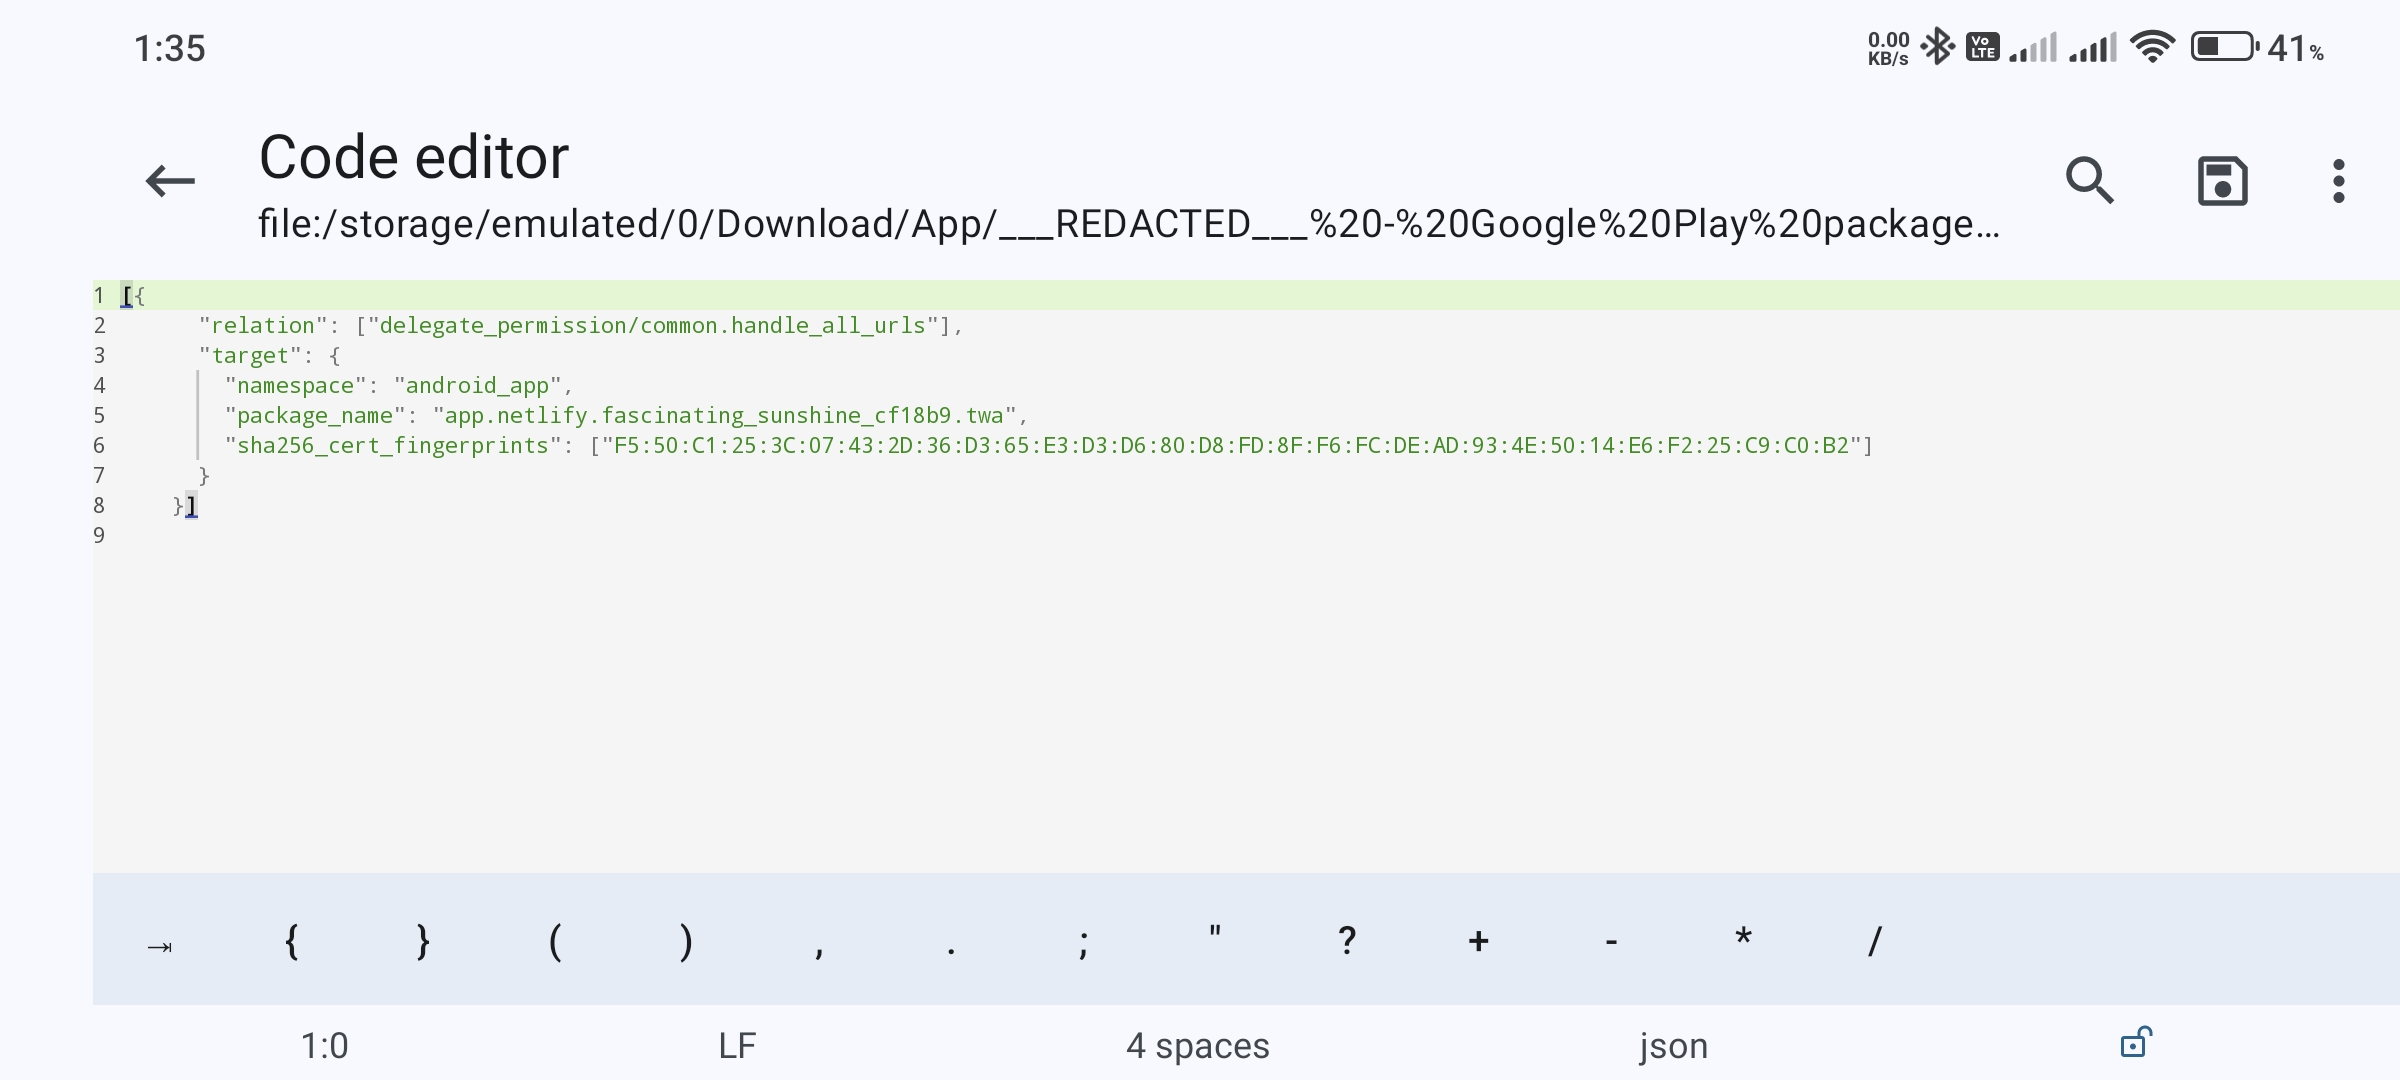 1:35
0.00 KB/s Vo LTE 41%
Code editor
file:/storage/emulated/0/Download/App/___REDACTED___%20-%20Google%20Play%20package…
1 [{
2 "relation": ["delegate_permission/common.handle_all_urls"],
3 "target": {
4 "namespace": "android_app",
5 "package_name": "app.netlify.fascinating_sunshine_cf18b9.twa",
6 "sha256_cert_fingerprints": ["F5:50:C1:25:3C:07:43:2D:36:D3:65:E3:D3:D6:80:D8:FD:8F:F6:FC:DE:AD:93:4E:50:14:E6:F2:25:C9:C0:B2"]
7 }
8 }]
9
→ { } ( ) , . ; " ? + - * /
1:0 LF 4 spaces json